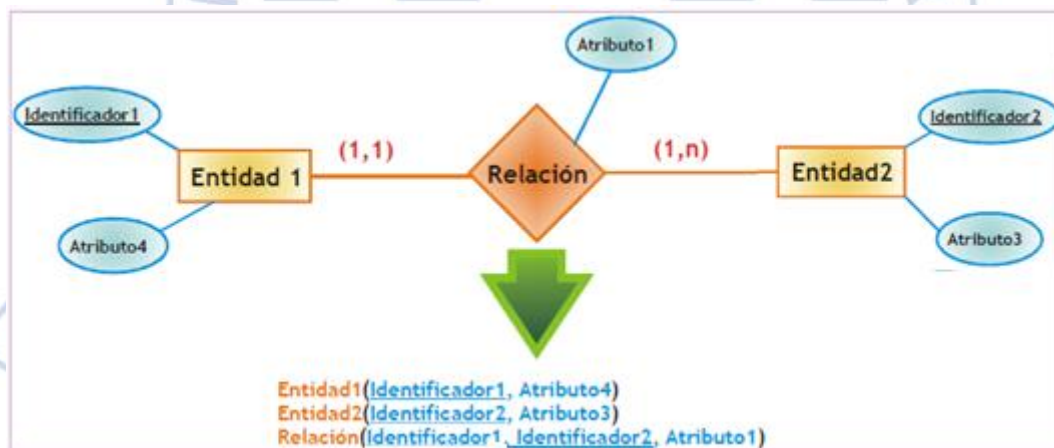 Atributo1
Identificador1
Identificador2
(1,1)
(1,n)
Entidad 1
Relación
Entidad2
Atributo4
Atributo3
Entidad1(Identificador1, Atributo4)
Entidad2(Identificador2, Atributo3)
Relación(Identificador1, Identificador2, Atributo1)